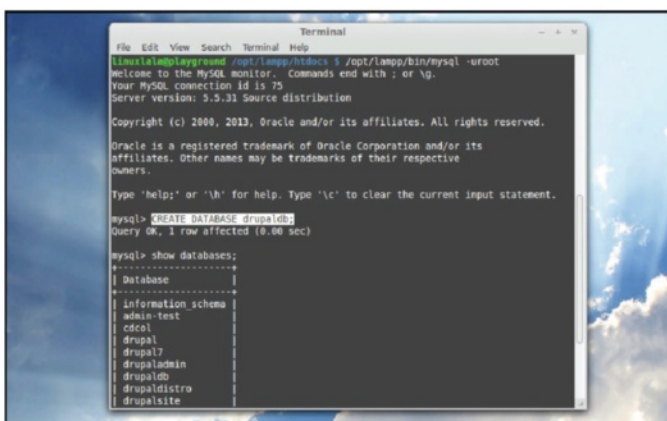 Terminal
File Edit View Search Terminal Help
linuxlala@playground /opt/lampp/htdocs $ /opt/lampp/bin/mysql -uroot
Welcome to the MySQL monitor.  Commands end with ; or \g.
Your MySQL connection id is 75
Server version: 5.5.31 Source distribution
Copyright (c) 2000, 2013, Oracle and/or its affiliates. All rights reserved.
Oracle is a registered trademark of Oracle Corporation and/or its
affiliates. Other names may be trademarks of their respective
owners.
Type 'help;' or '\h' for help. Type '\c' to clear the current input statement.
mysql> CREATE DATABASE drupaldb;
Query OK, 1 row affected (0.00 sec)
mysql> show databases;
+--------------------+
| Database           |
+--------------------+
| information_schema |
| admin-test         |
| cdcol              |
| drupal             |
| drupal7            |
| drupaladmin        |
| drupaldb           |
| drupaldistro       |
| drupalsite         |